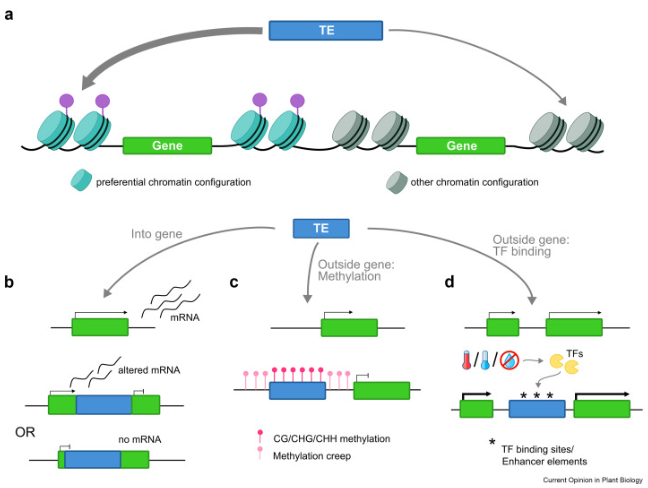 a
TE
Gene
Gene
preferential chromatin configuration
other chromatin configuration
TE
Into gene
Outside gene:
Methylation
Outside gene:
TF binding
b
mRNA
altered mRNA
OR
no mRNA
c
CG/CHG/CHH methylation
Methylation creep
d
/ /
TFs
* * *
* TF binding sites/
Enhancer elements
Current Opinion in Plant Biology